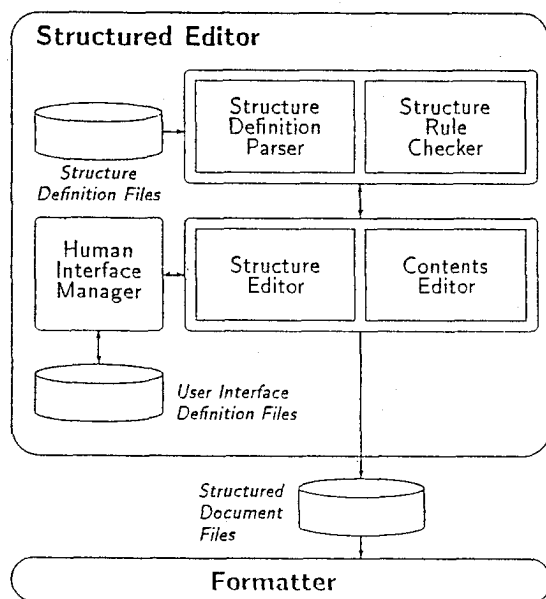 Structured Editor
Structure
Definition
Parser
Structure
Rule
Checker
Structure
Definition Files
Human
Interface
Manager
Structure
Editor
Contents
Editor
User Interface
Definition Files
Structured
Document
Files
Formatter